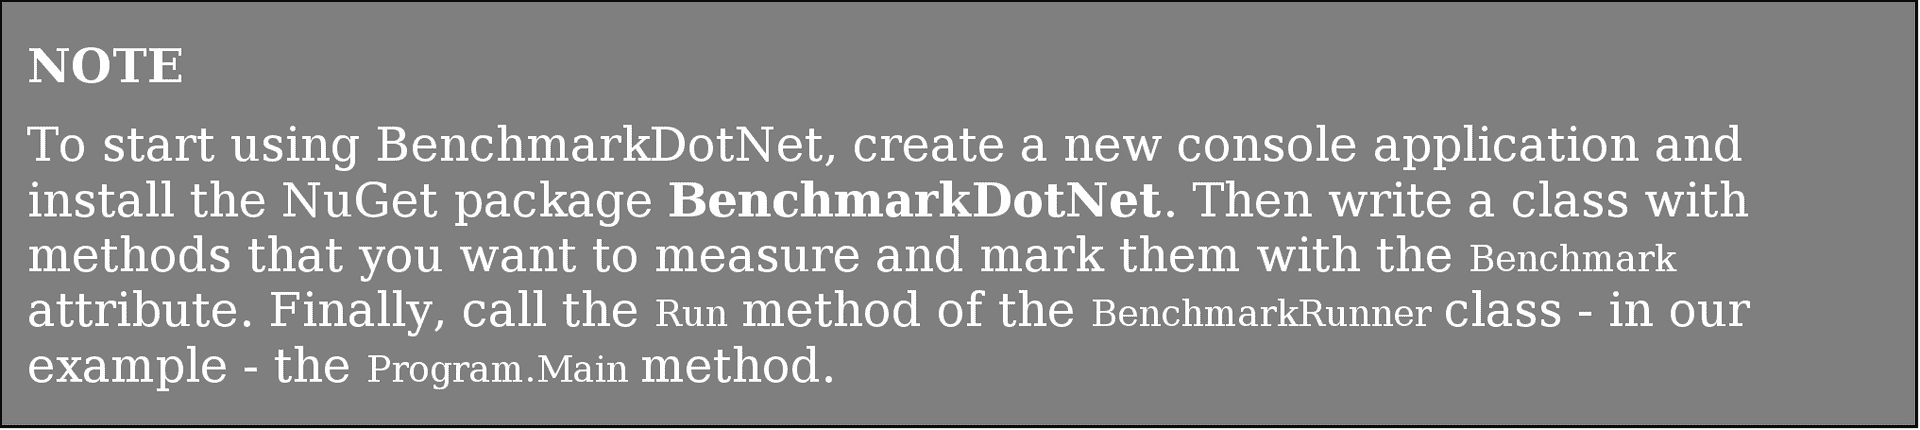 NOTE
To start using BenchmarkDotNet, create a new console application and
install the NuGet package BenchmarkDotNet. Then write a class with
methods that you want to measure and mark them with the Benchmark
attribute. Finally, call the Run method of the BenchmarkRunner class - in our
example - the Program.Main method.